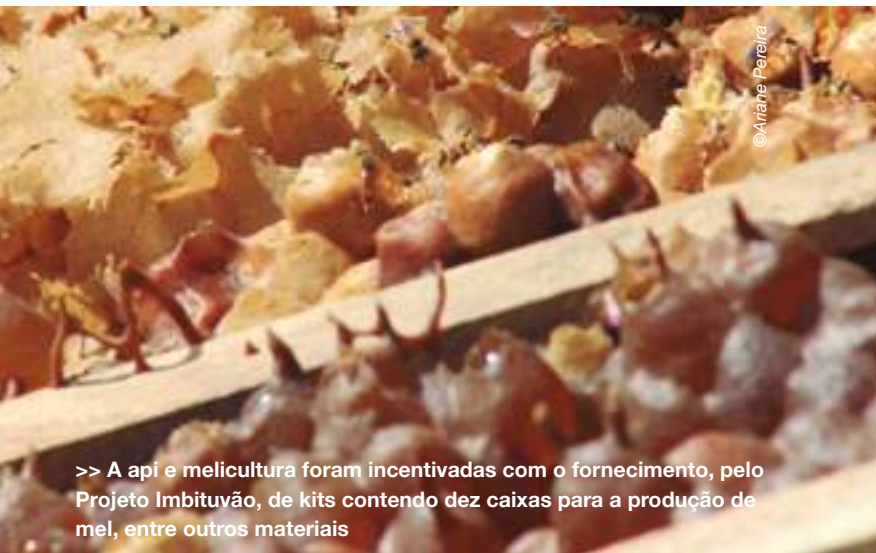 ©Ariane Pereira
>> A api e melicultura foram incentivadas com o fornecimento, pelo
Projeto Imbituvão, de kits contendo dez caixas para a produção de
mel, entre outros materiais